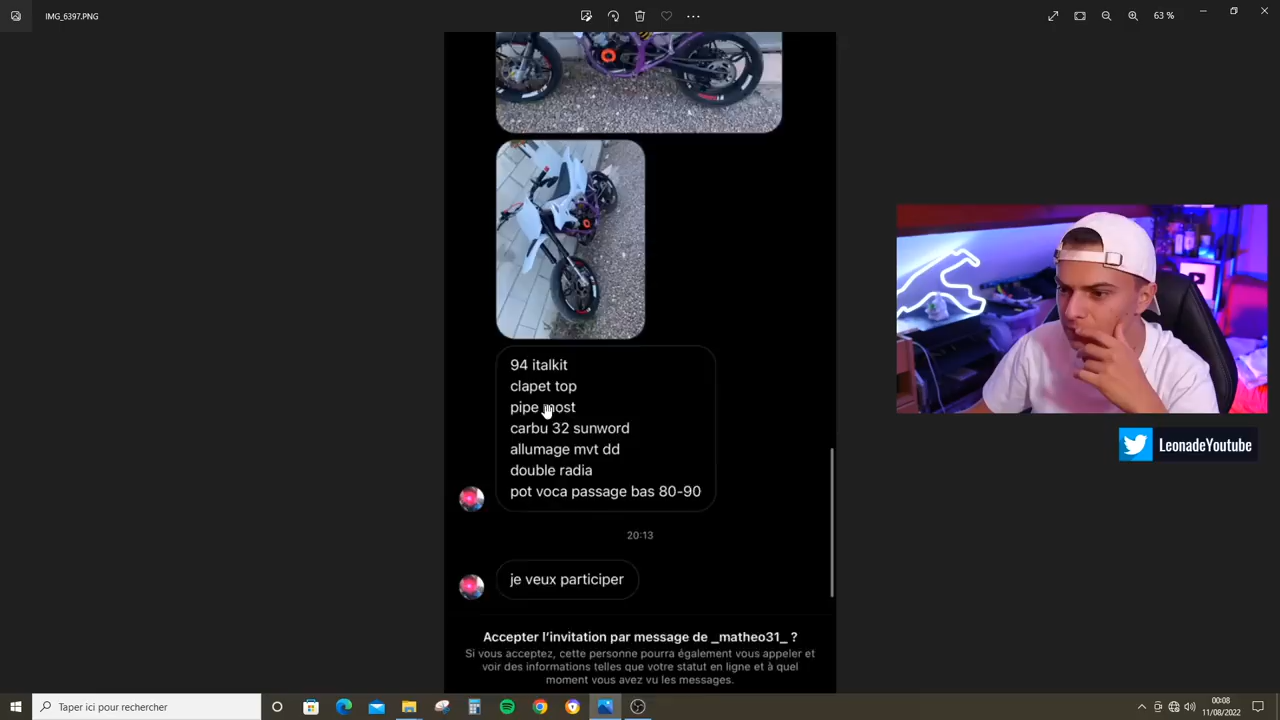 IMG_6397.PNG
63 %
94 italkit
clapet top
pipe most
carbu 32 sunword
allumage mvt dd
double radia
pot voca passage bas 80-90
20:13
je veux participer
Accepter l'invitation par message de _matheo31_ ?
Si vous acceptez, cette personne pourra également vous appeler et
voir des informations telles que votre statut en ligne et à quel
moment vous avez vu les messages.
LeonadeYoutube
Taper ici pour rechercher
00:08
11/08/2022